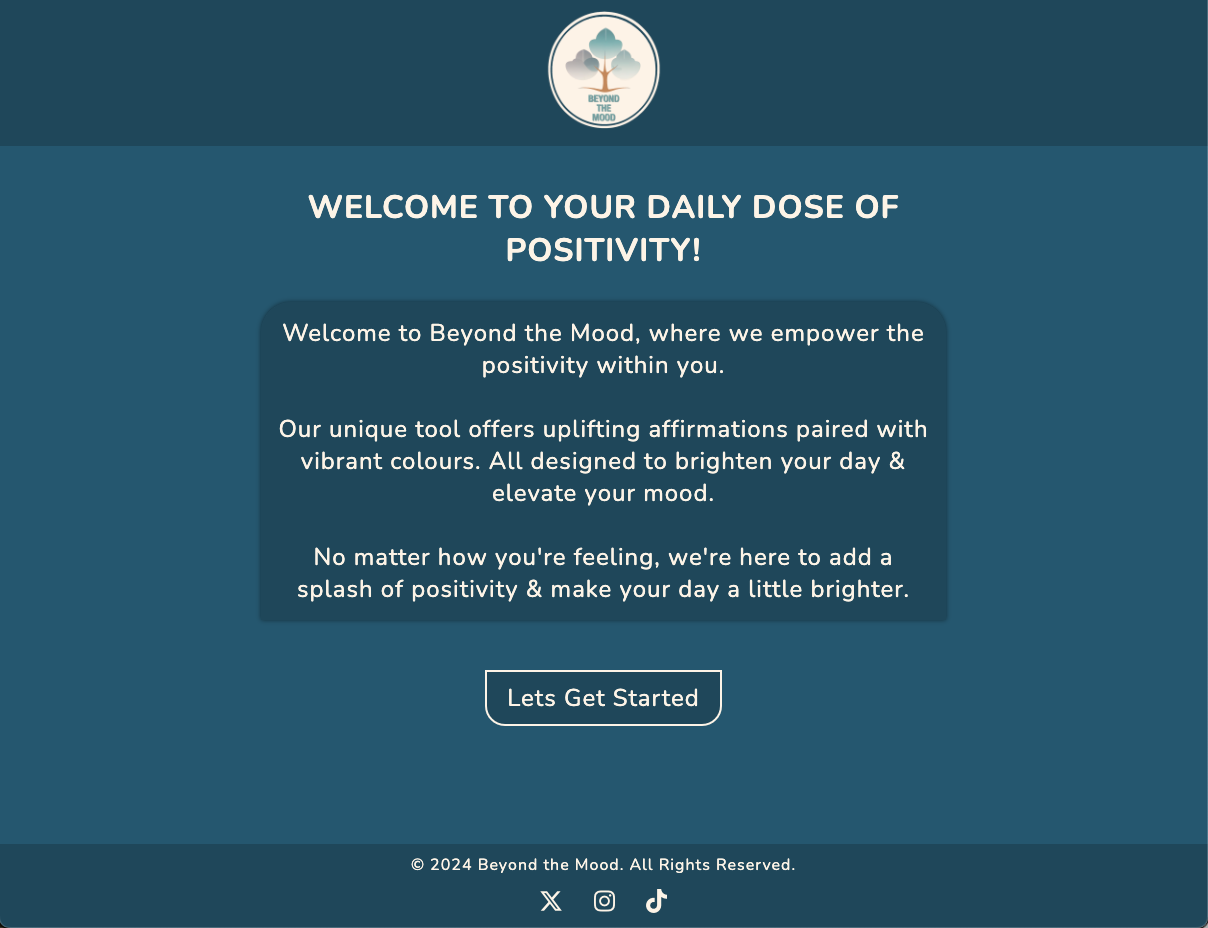 BEYOND
THE
MOOD
WELCOME TO YOUR DAILY DOSE OF
POSITIVITY!
Welcome to Beyond the Mood, where we empower the
positivity within you.
Our unique tool offers uplifting affirmations paired with
vibrant colours. All designed to brighten your day &
elevate your mood.
No matter how you're feeling, we're here to add a
splash of positivity & make your day a little brighter.
Lets Get Started
© 2024 Beyond the Mood. All Rights Reserved.